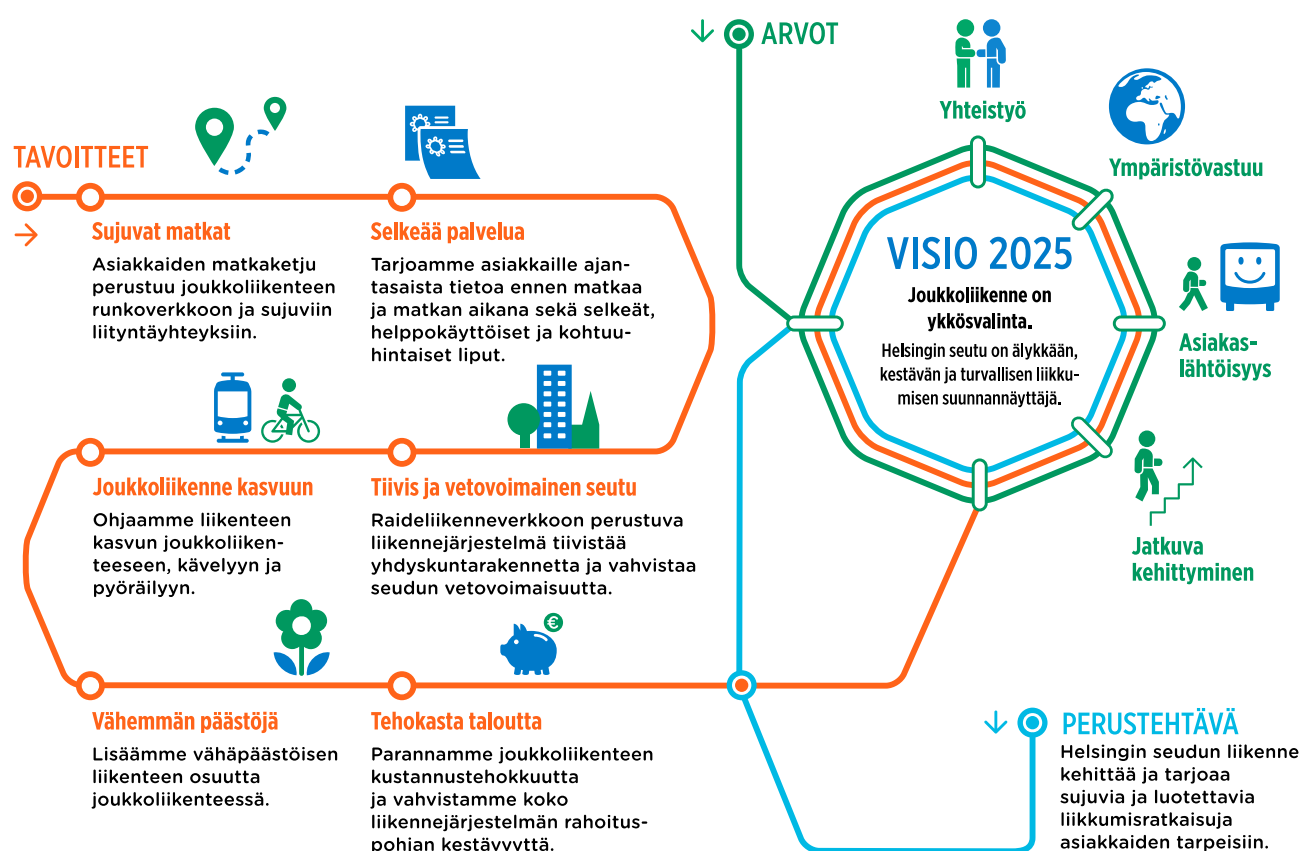 ARVOT
Yhteistyö
Ympäristövastuu
Asiakas-
lähtöisyys
Jatkuva
kehittyminen
VISIO 2025
Joukkoliikenne on
ykkösvalinta.
Helsingin seutu on älykkään,
kestävän ja turvallisen liikku-
misen suunnannäyttäjä.
TAVOITTEET
Sujuvat matkat
Asiakkaiden matkaketju
perustuu joukkoliikenteen
runkoverkkoon ja sujuviin
liityntäyhteyksiin.
Selkeää palvelua
Tarjoamme asiakkaille ajan-
tasaista tietoa ennen matkaa
ja matkan aikana sekä selkeät,
helppokäyttöiset ja kohtuu-
hintaiset liput.
Joukkoliikenne kasvuun
Ohjaamme liikenteen
kasvun joukkoliiken-
teeseen, kävelyyn ja
pyöräilyyn.
Tiivis ja vetovoimainen seutu
Raideliikenneverkkoon perustuva
liikennejärjestelmä tiivistää
yhdyskuntarakennetta ja vahvistaa
seudun vetovoimaisuutta.
€
Vähemmän päästöjä
Lisäämme vähäpäästöisen
liikenteen osuutta
joukkoliikenteessä.
Tehokasta taloutta
Parannamme joukkoliikenteen
kustannustehokkuutta
ja vahvistamme koko
liikennejärjestelmän rahoitus-
pohjan kestävyyttä.
PERUSTEHTÄVÄ
Helsingin seudun liikenne
kehittää ja tarjoaa
sujuvia ja luotettavia
liikkumisratkaisuja
asiakkaiden tarpeisiin.